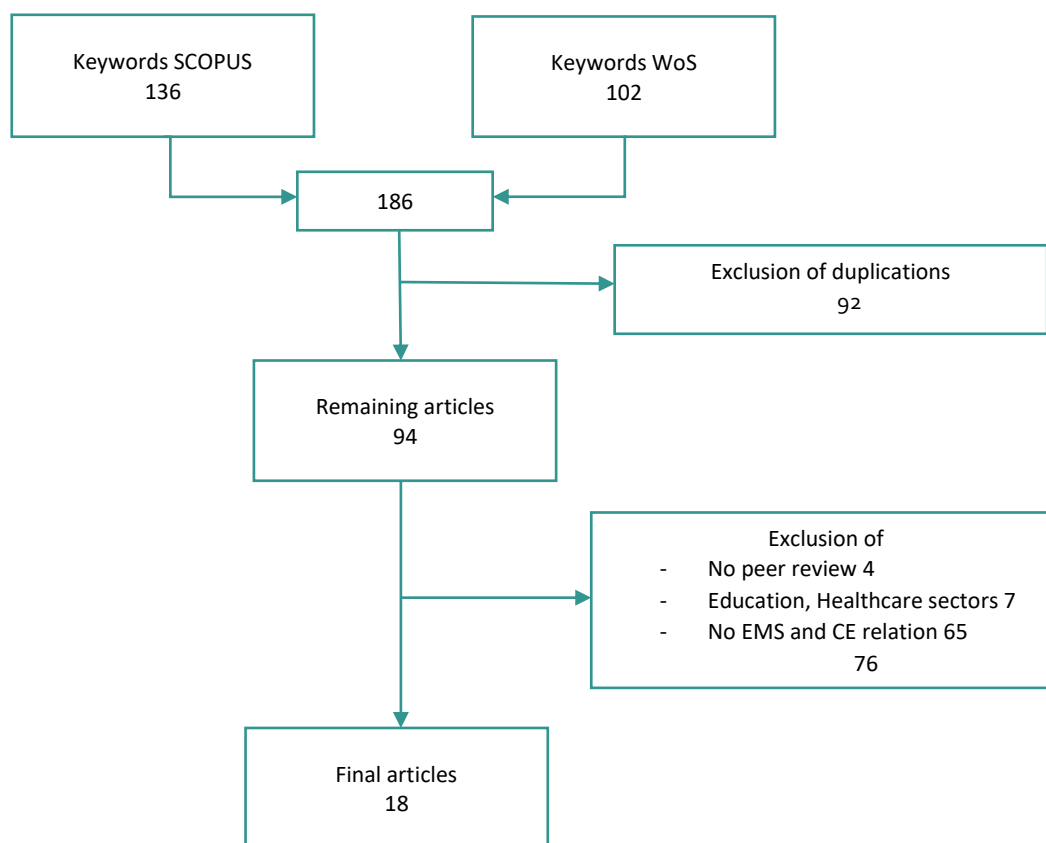 Keywords SCOPUS
136
Keywords WoS
102
186
Exclusion of duplications
92
Remaining articles
94
Exclusion of
- No peer review 4
- Education, Healthcare sectors 7
- No EMS and CE relation 65
76
Final articles
18